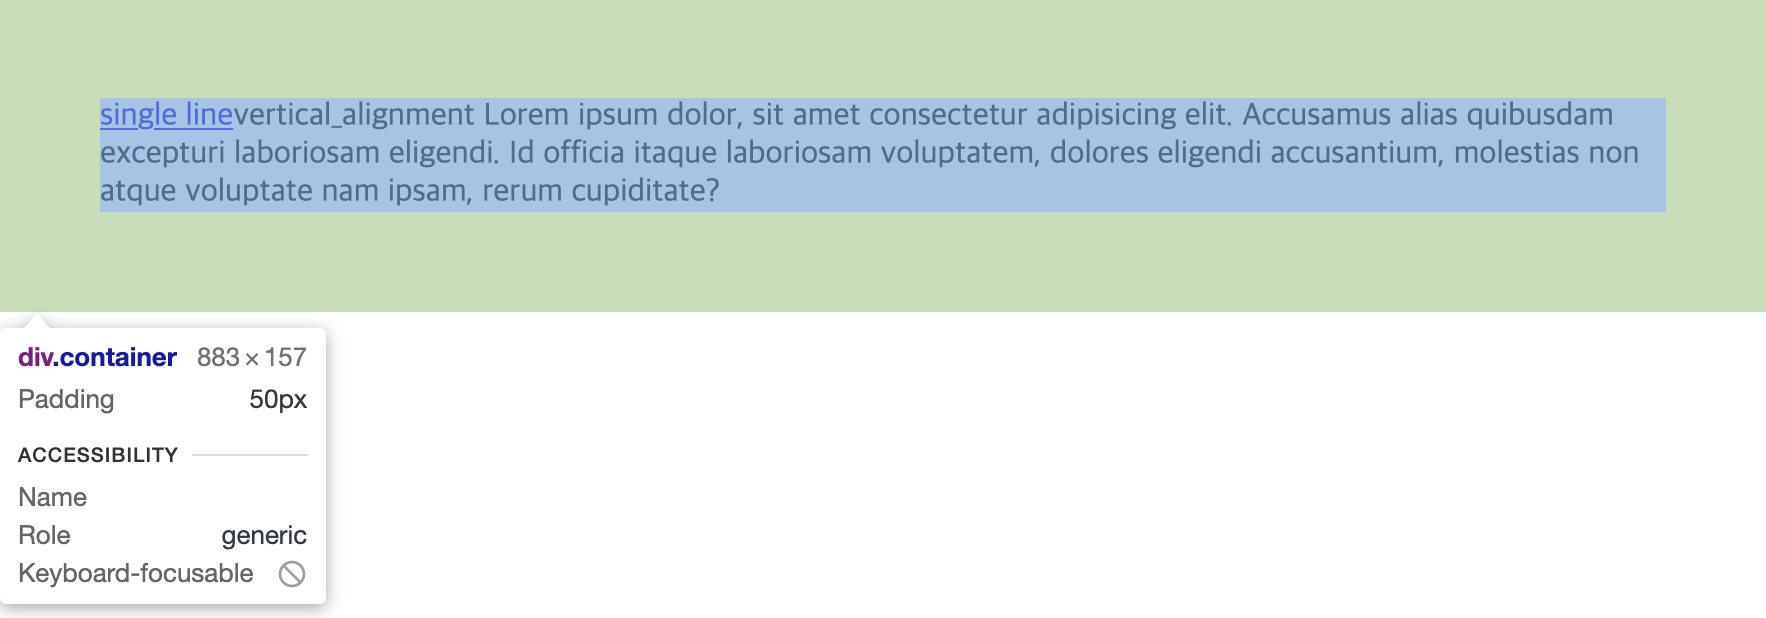 single linevertical_alignment Lorem ipsum dolor, sit amet consectetur adipisicing elit. Accusamus alias quibusdam
excepturi laboriosam eligendi. Id officia itaque laboriosam voluptatem, dolores eligendi accusantium, molestias non
atque voluptate nam ipsam, rerum cupiditate?
div.container 883 × 157
Padding 50px
ACCESSIBILITY
Name
Role generic
Keyboard-focusable